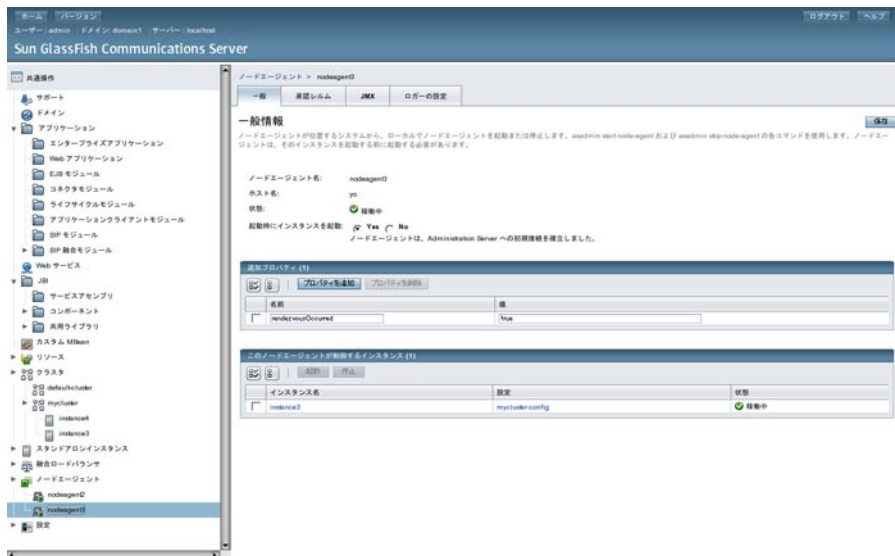 ホーム バージョン ログアウト ヘルプ
ユーザー: admin ドメイン: domain1 サーバー: localhost
Sun GlassFish Communications Server
共通操作
サポート
ドメイン
アプリケーション
エンタープライズアプリケーション
Web アプリケーション
EJB モジュール
コネクタモジュール
ライフサイクルモジュール
アプリケーションクライアントモジュール
SIP モジュール
SIP 融合モジュール
Web サービス
JBI
サービスアセンブリ
コンポーネント
共用ライブラリ
カスタム MBean
リソース
クラスタ
default-cluster
mycluster
instance4
instance3
スタンドアロンインスタンス
融合ロードバランサ
ノードエージェント
nodeagent2
nodeagent3
設定
ノードエージェント > nodeagent3
一般 承認レルム JMX ロガーの設定
一般情報 保存
ノードエージェントが位置するシステムから、ローカルでノードエージェントを起動または停止します。asadmin start-node-agent および asadmin stop-node-agent の各コマンドを使用します。ノードエー
ジェントは、そのインスタンスを起動する前に起動する必要があります。
ノードエージェント名: nodeagent3
ホスト名: yo
状態: 稼働中
起動時にインスタンスを起動: Yes No
ノードエージェントは、Administration Server への初期接続を確立しました。
追加プロパティ (1)
プロパティを追加 プロパティを削除
名前 値
rendezvousOccurred true
このノードエージェントが制御するインスタンス (1)
起動 停止
インスタンス名 設定 状態
instance3 mycluster-config 稼働中